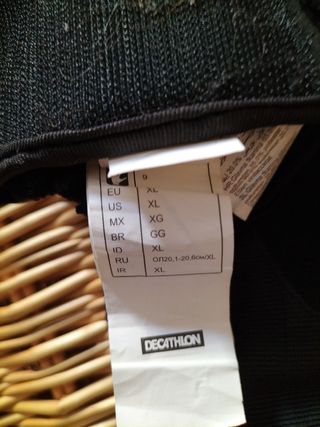 9
EU XL
US XL
MX XG
BR GG
ID XL
RU ОП20,1-20,6см/XL
IR XL
DECATHLON